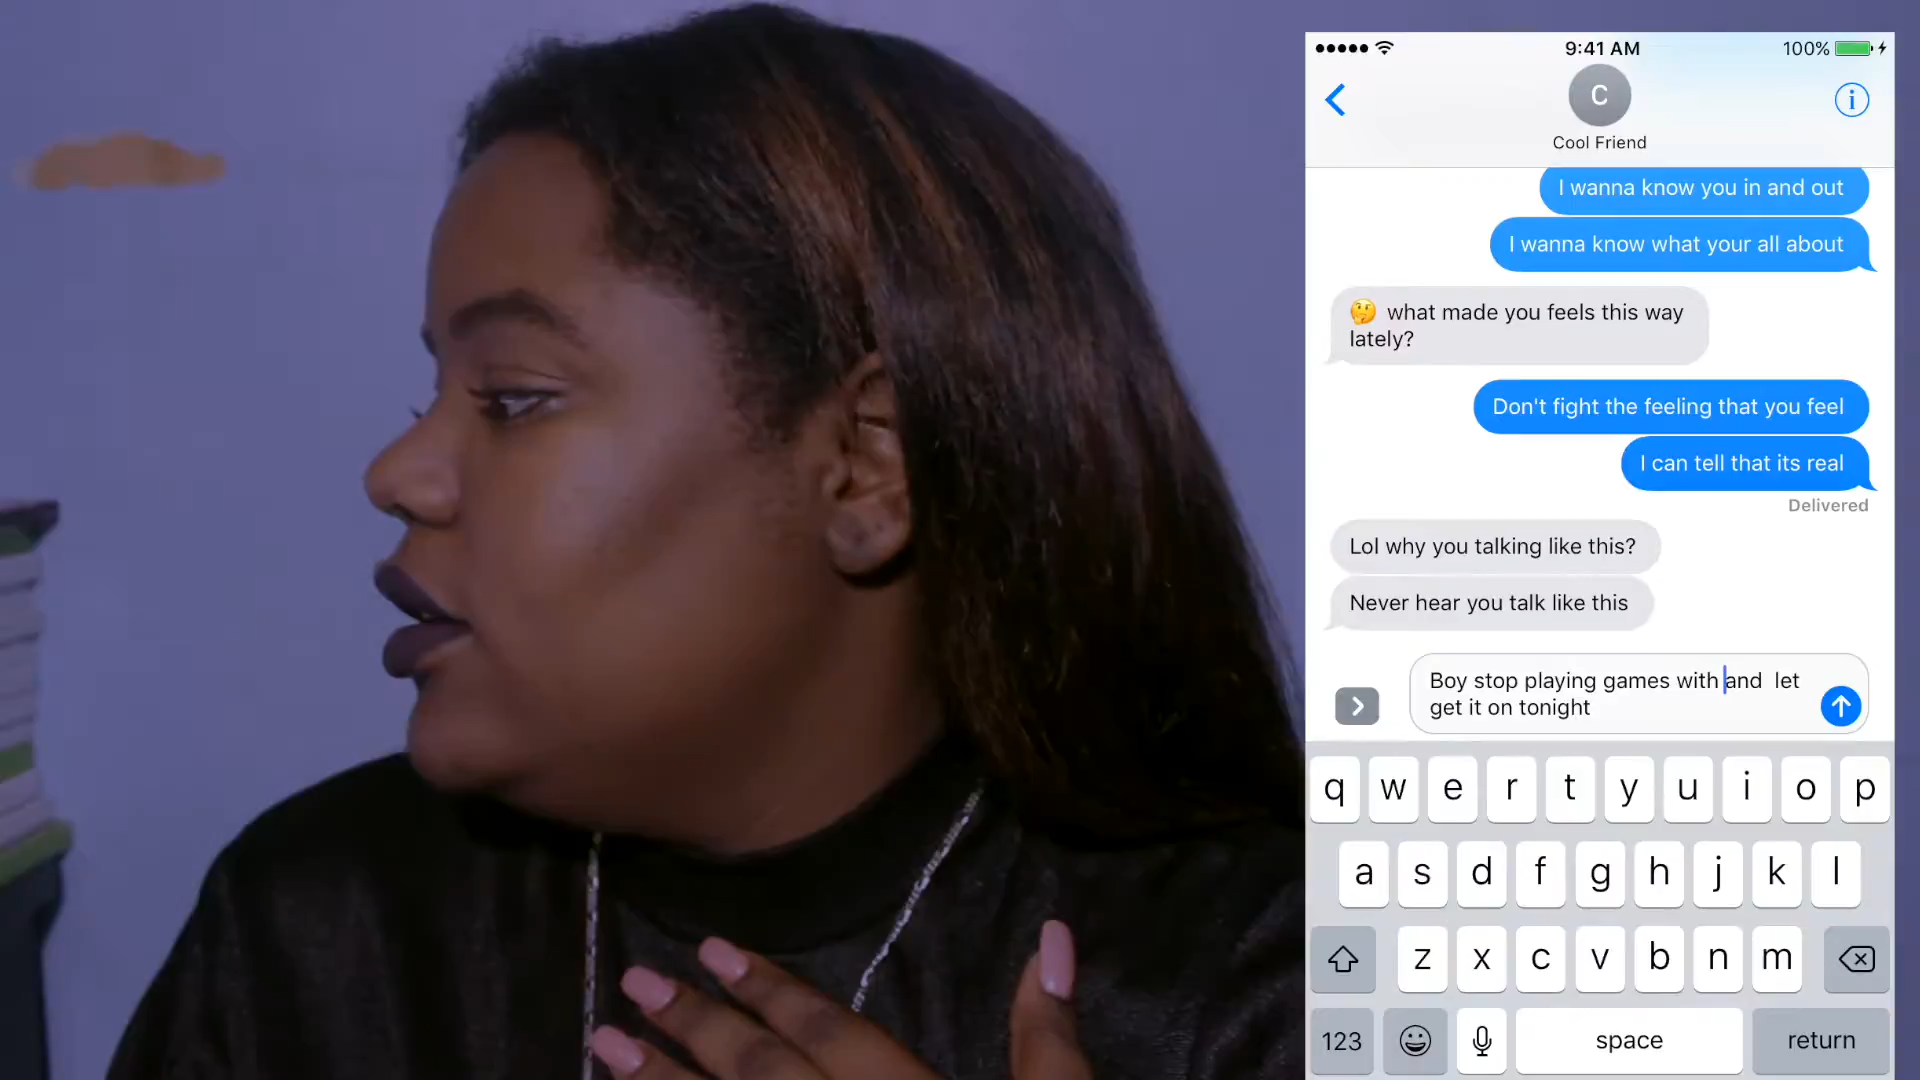 9:41 AM
100%
C
Cool Friend
I wanna know you in and out
I wanna know what your all about
🤔 what made you feels this way
lately?
Don't fight the feeling that you feel
I can tell that its real
Delivered
Lol why you talking like this?
Never hear you talk like this
Boy stop playing games with and  let
get it on tonight
q w e r t y u i o p
a s d f g h j k l
z x c v b n m
123 space return